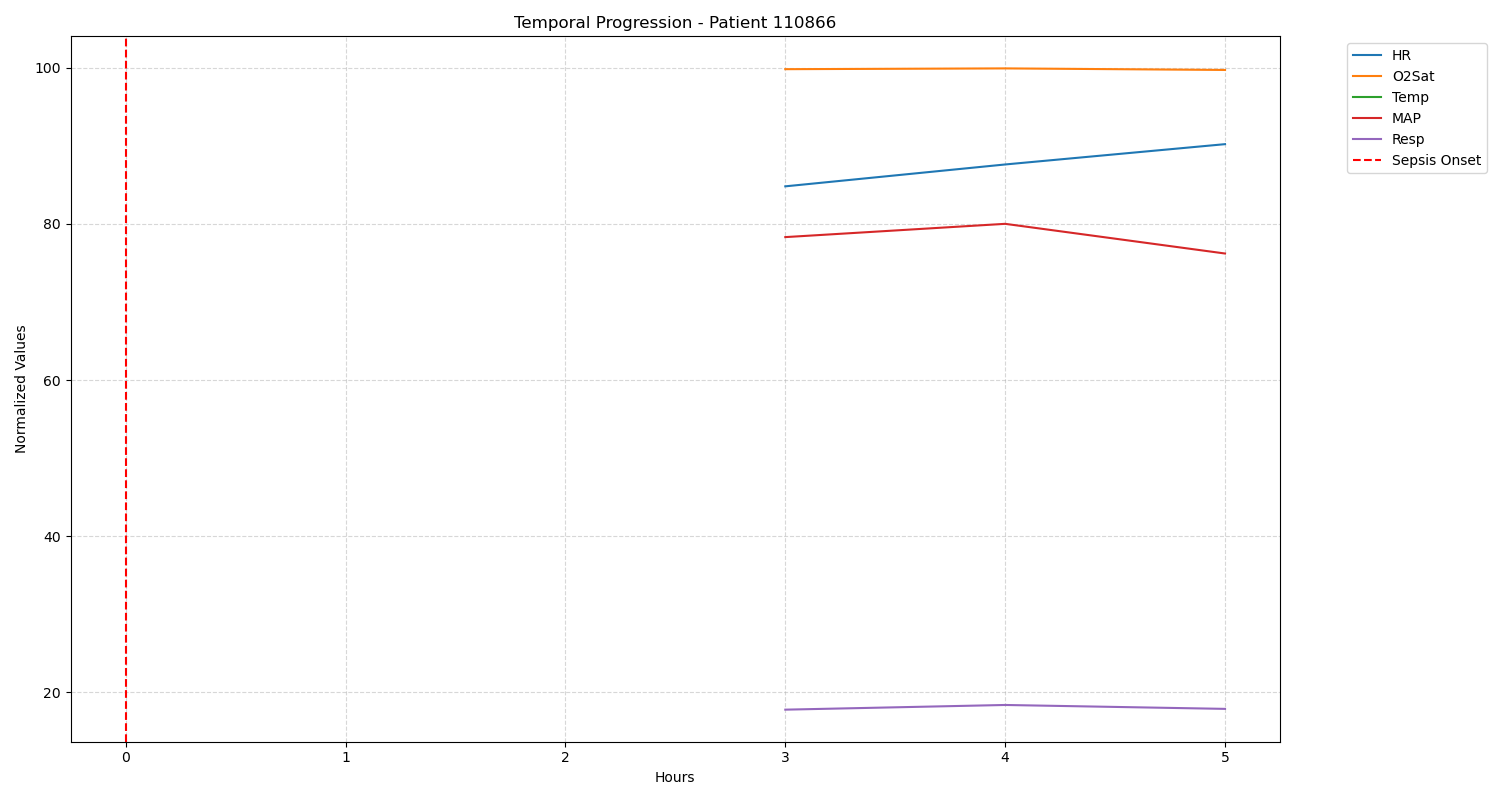 Temporal Progression - Patient 110866
HR
O2Sat
Temp
MAP
Resp
Sepsis Onset
Normalized Values
100
80
60
40
20
0 1 2 3 4 5
Hours